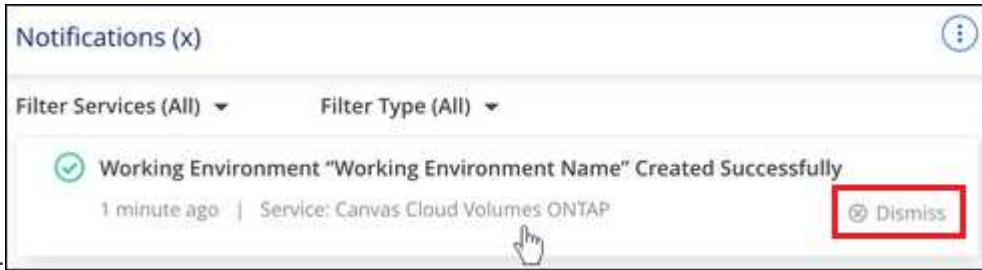 Notifications (x)
Filter Services (All) Filter Type (All)
Working Environment “Working Environment Name” Created Successfully
1 minute ago | Service: Canvas Cloud Volumes ONTAP Dismiss